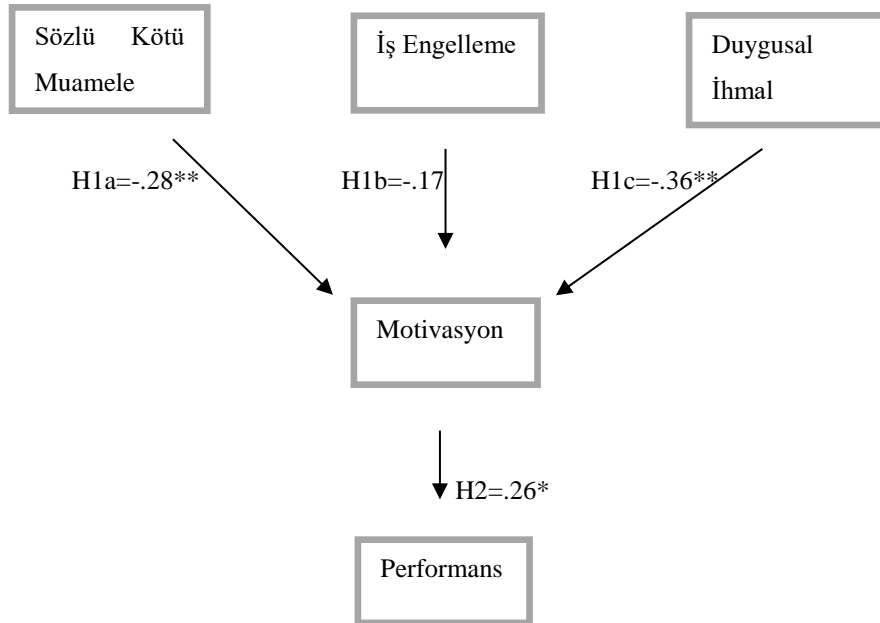 Sözlü Kötü
Muamele
İş Engelleme
Duygusal
İhmal
H1a=-.28**
H1b=-.17
H1c=-.36**
Motivasyon
H2=.26*
Performans